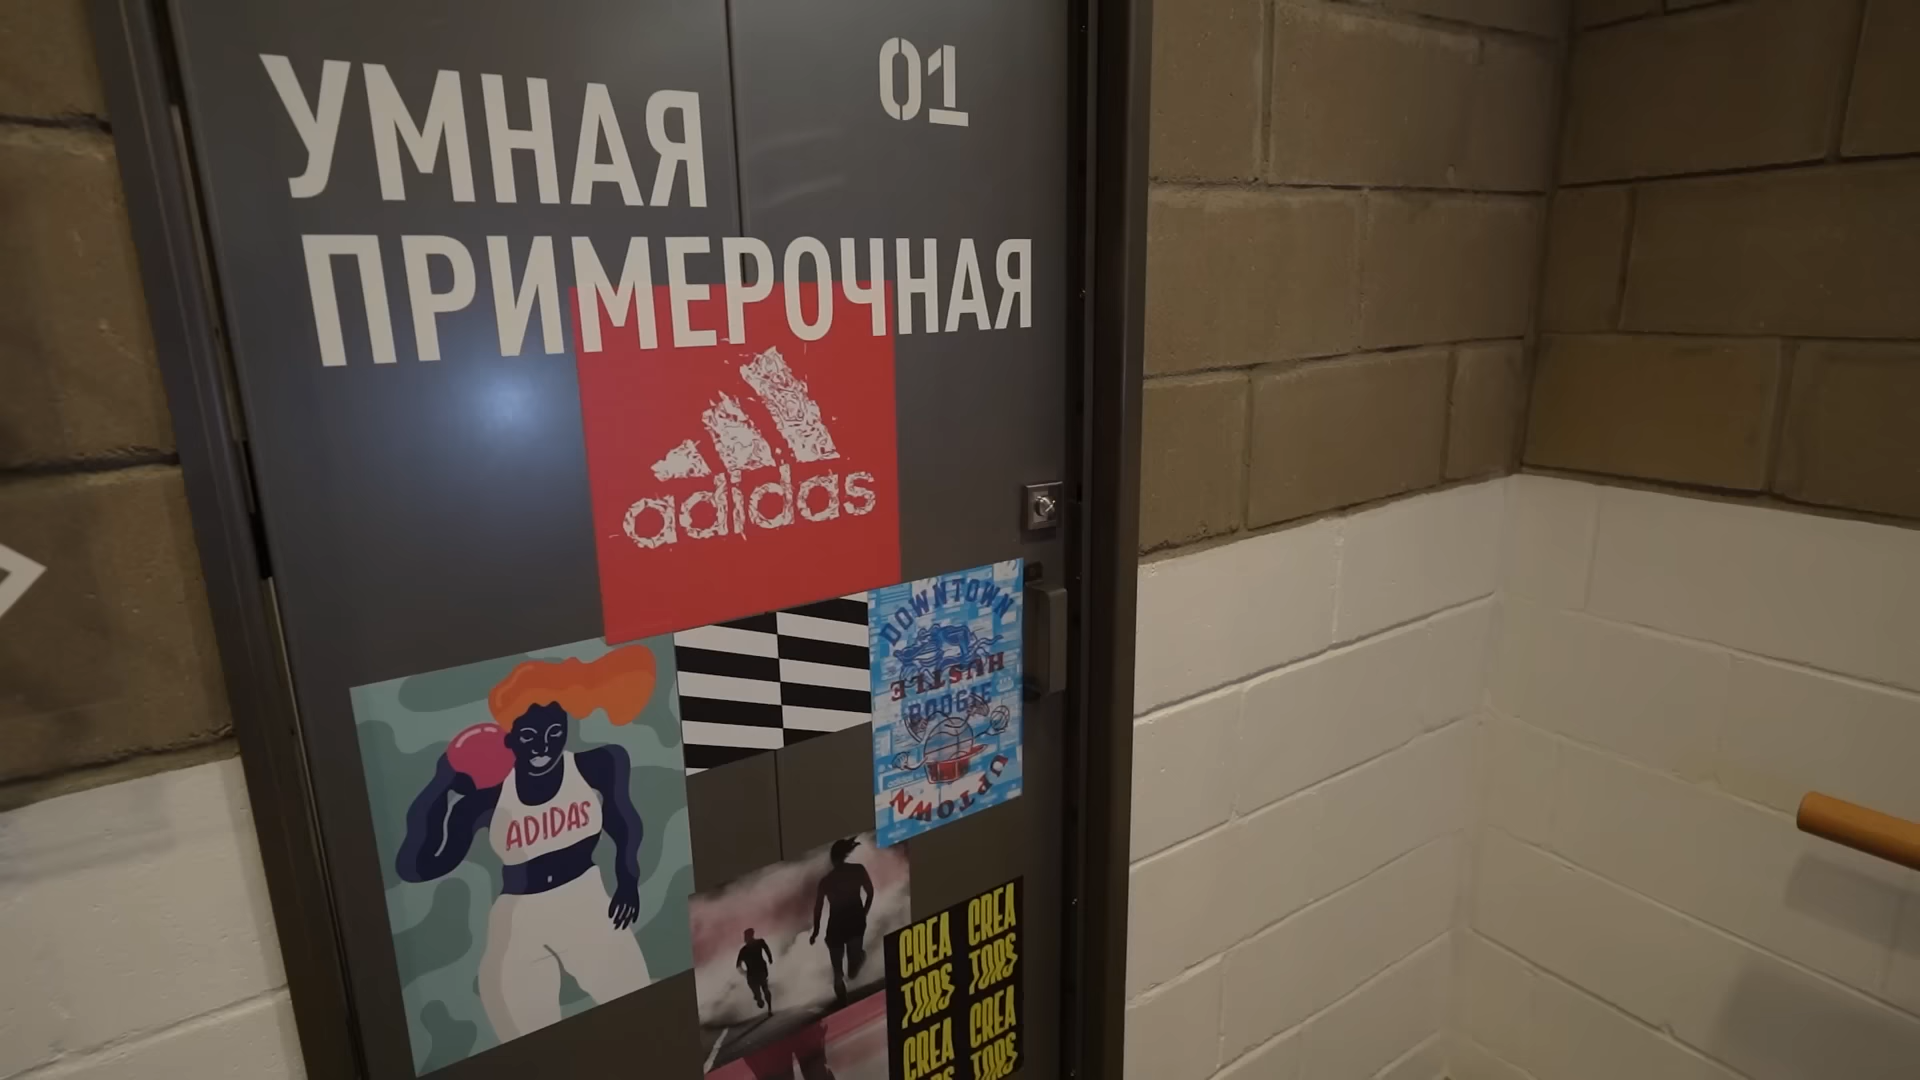 УМНАЯ
01
ПРИМЕРОЧНАЯ
adidas
DOWNTOWN
HUSTLE
BOOGIE
UPTOWN
ADIDAS
CREA CREA
TORS TORS
CREA CREA
TORS TORS